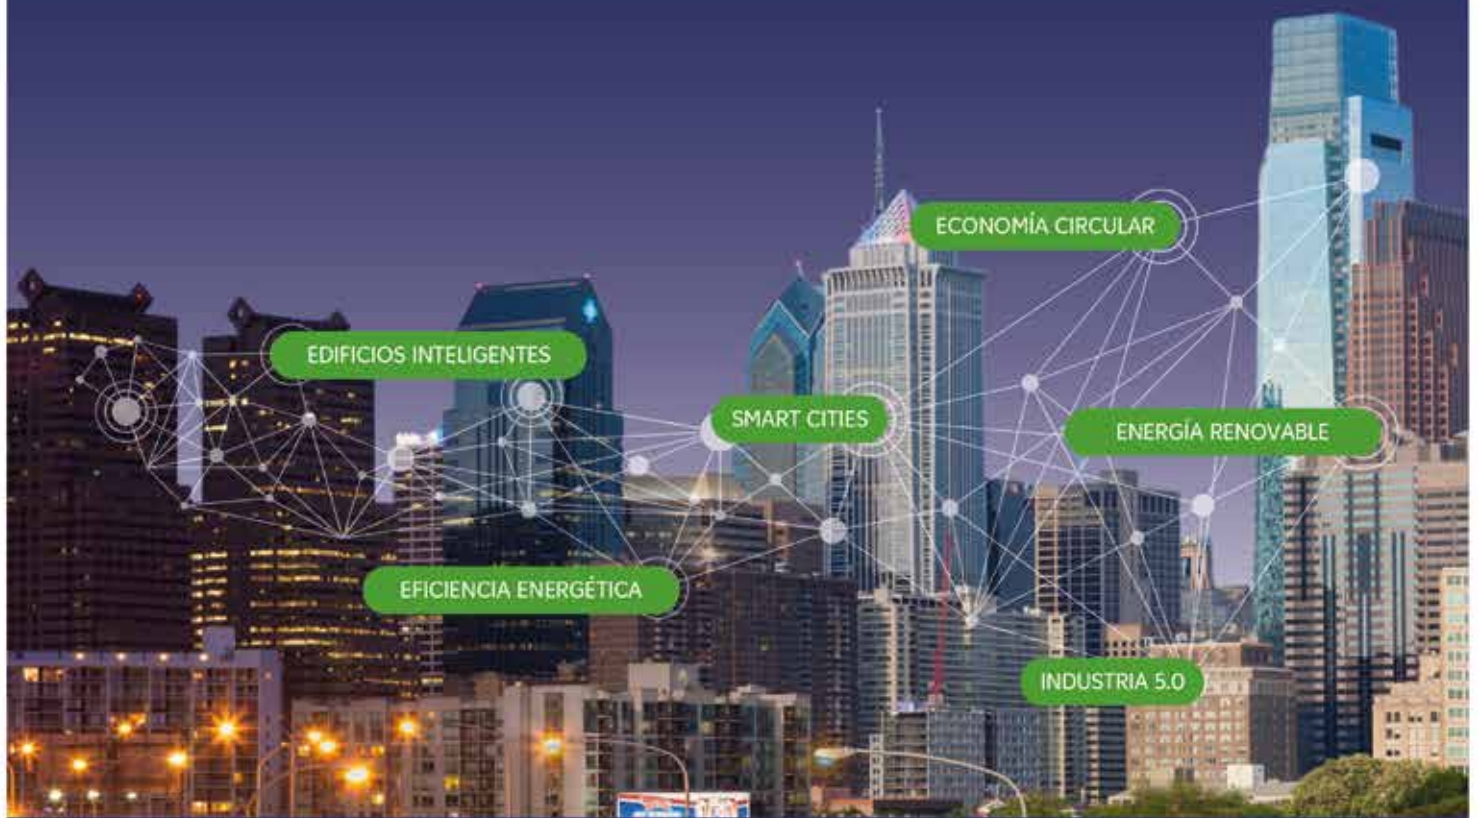 ECONOMÍA CIRCULAR
EDIFICIOS INTELIGENTES
SMART CITIES
ENERGÍA RENOVABLE
EFICIENCIA ENERGÉTICA
INDUSTRIA 5.0